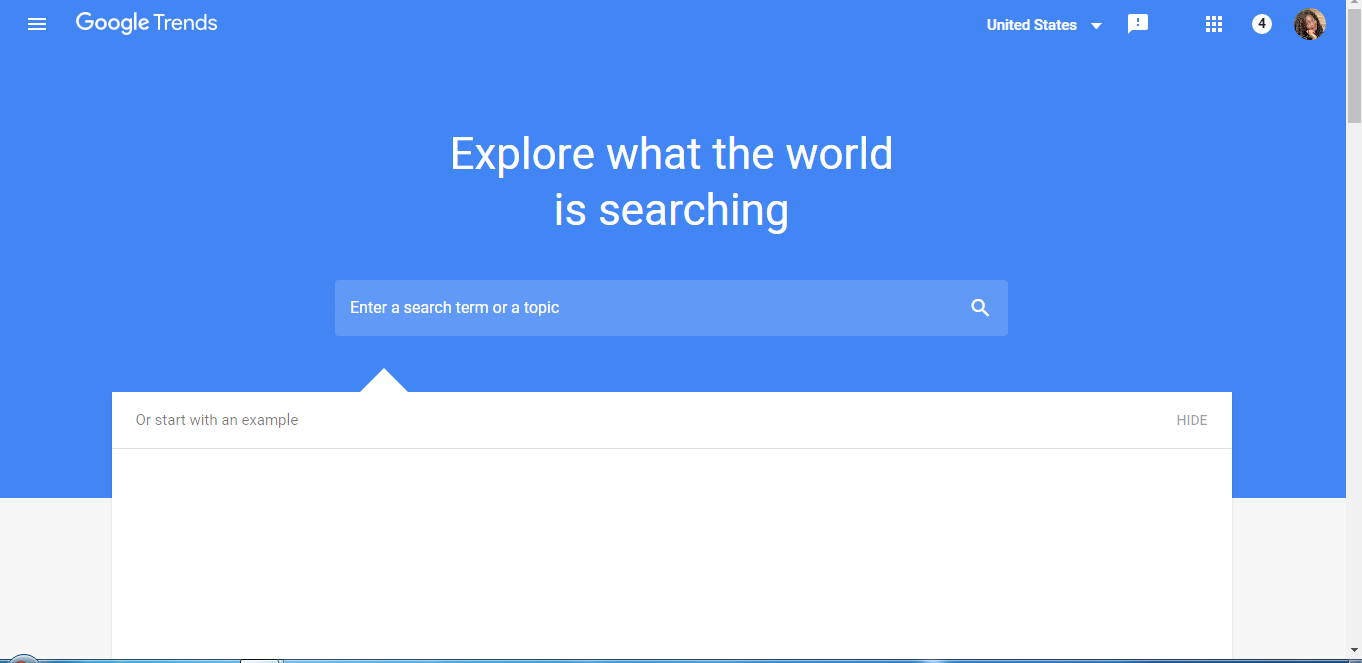 Google Trends
United States
4
Explore what the world
is searching
Enter a search term or a topic
Or start with an example
HIDE